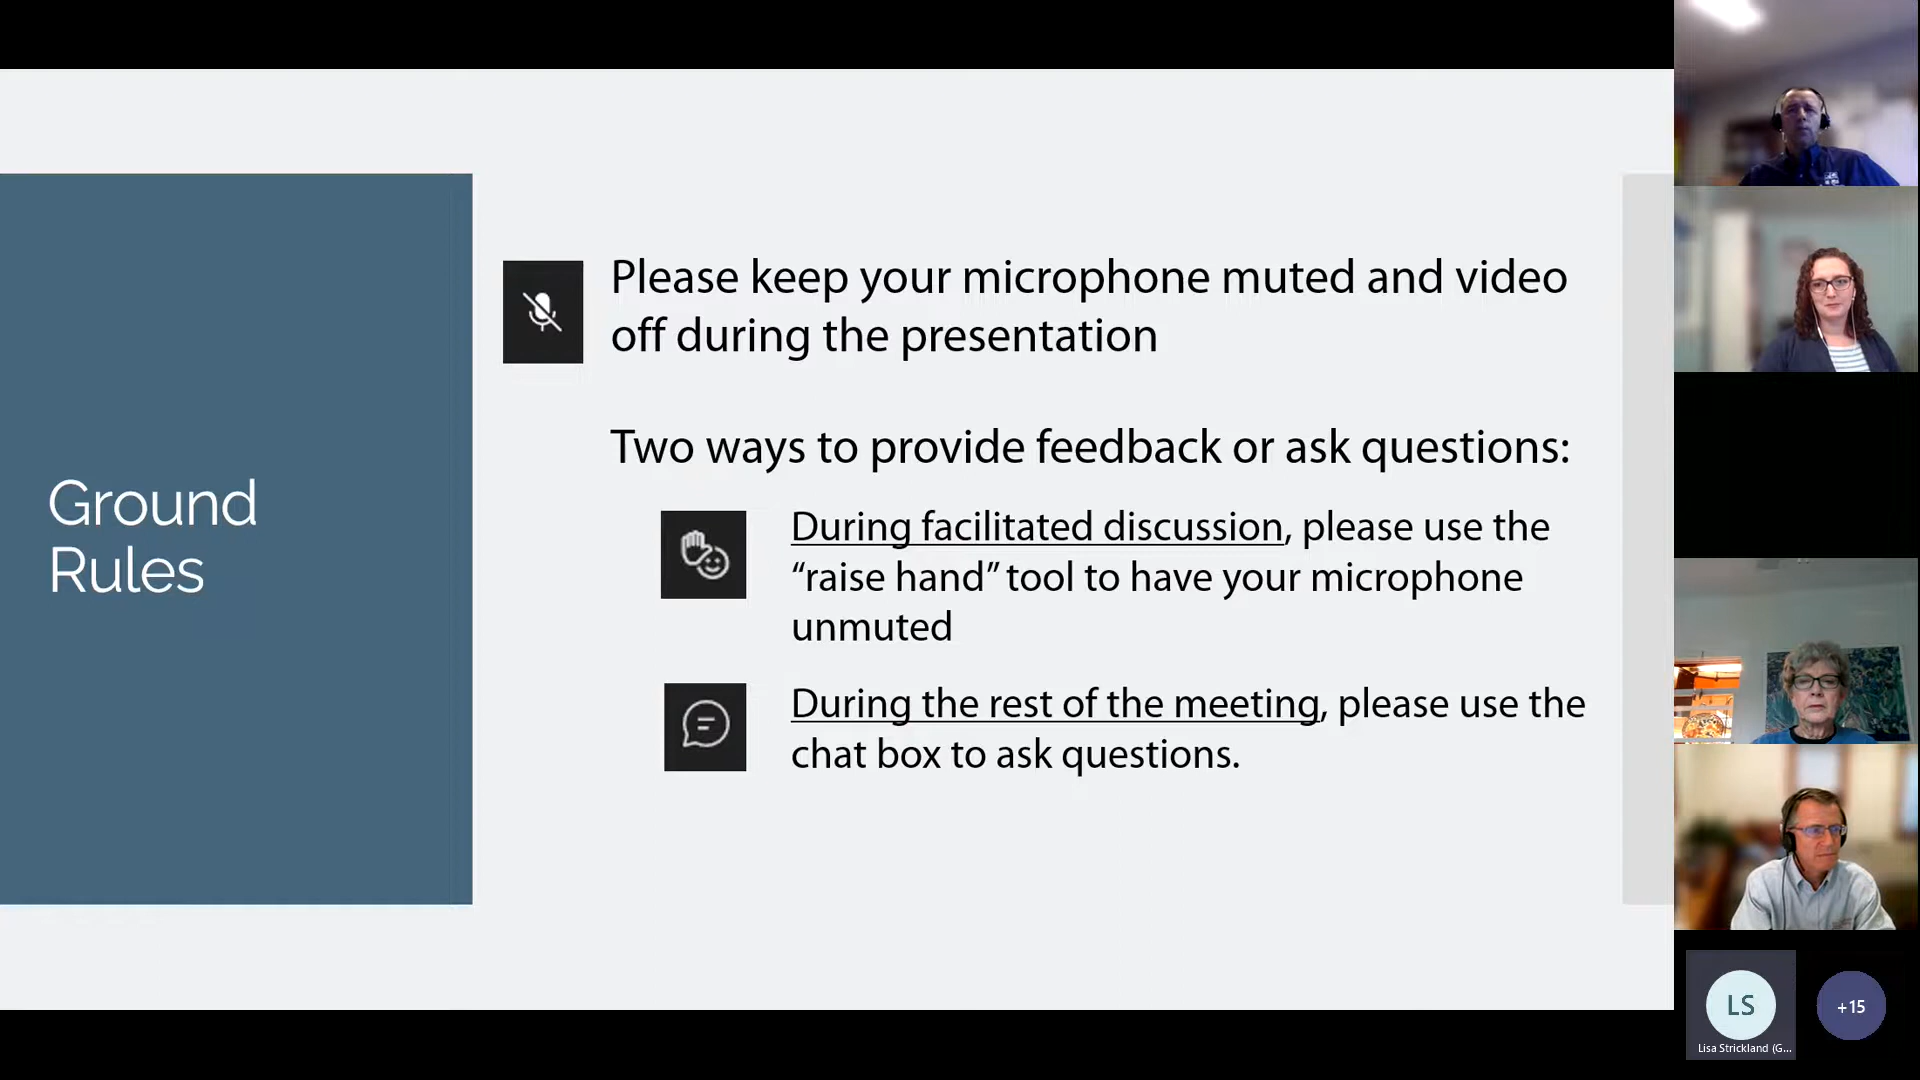 Ground
Rules
Please keep your microphone muted and video
off during the presentation
Two ways to provide feedback or ask questions:
During facilitated discussion, please use the
“raise hand” tool to have your microphone
unmuted
During the rest of the meeting, please use the
chat box to ask questions.
LS
Lisa Strickland (G...
+15